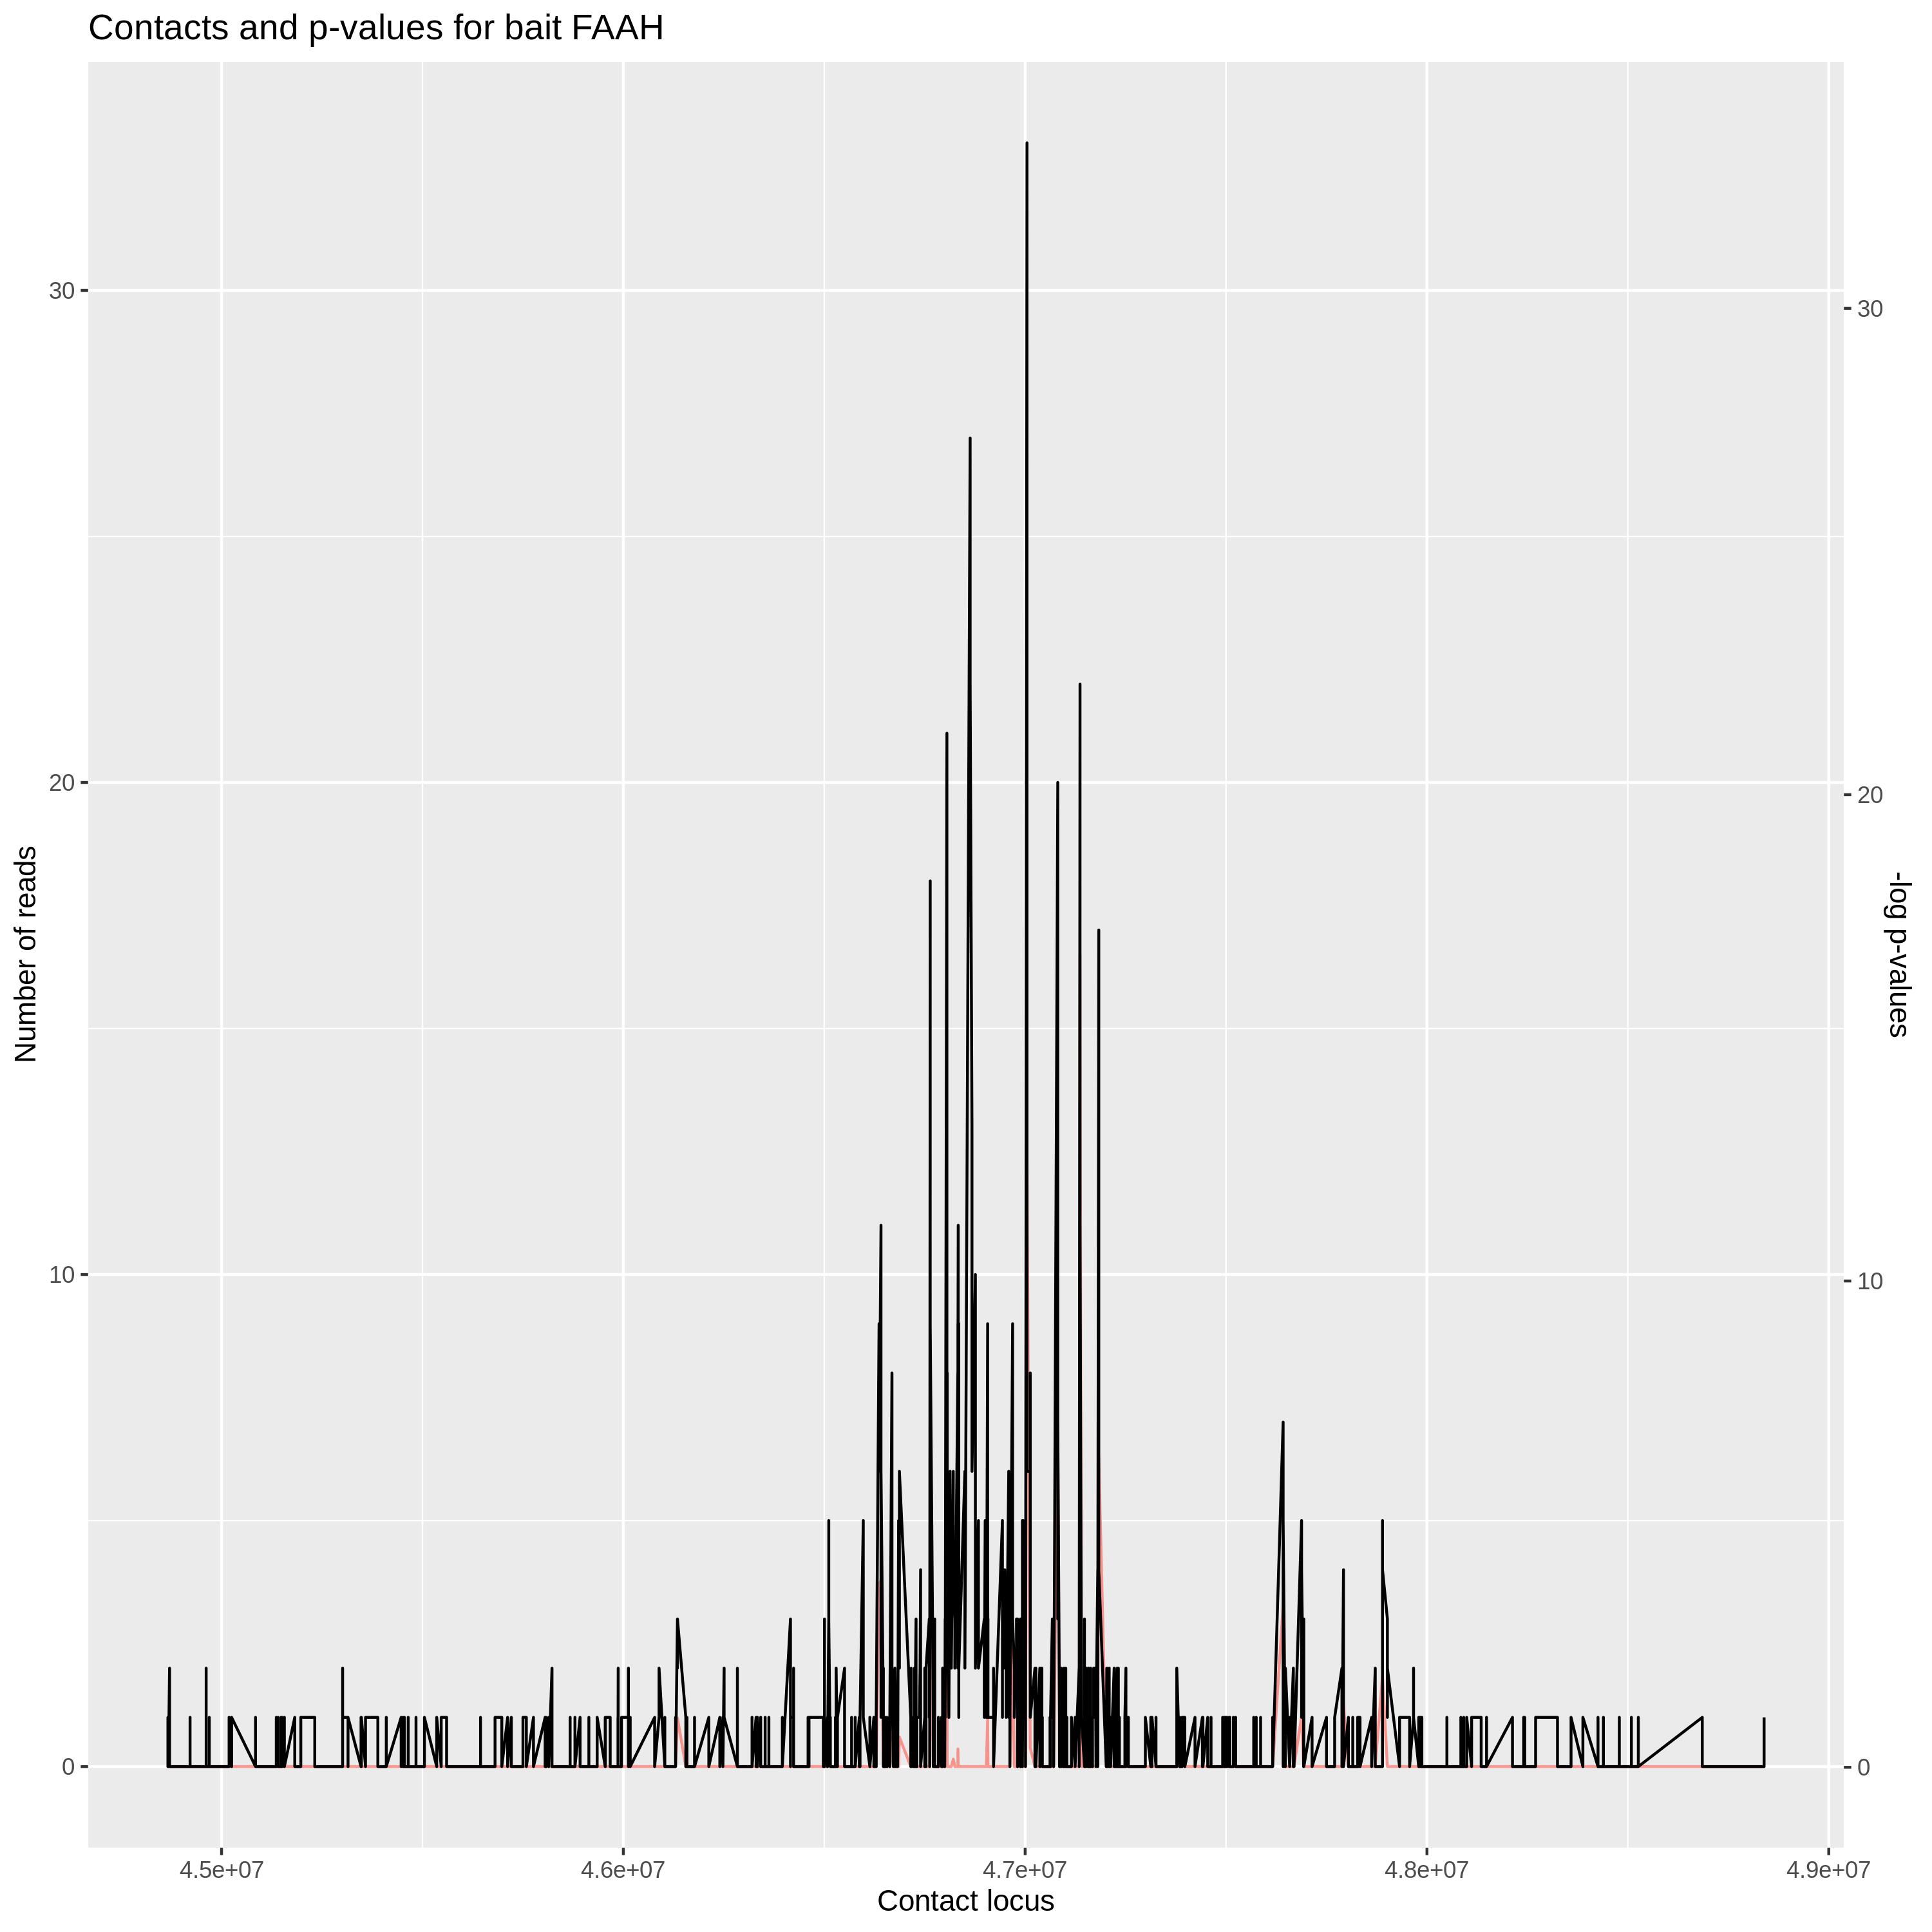 Contacts and p-values for bait FAAH
30
20
10
0
Number of reads
30
20
10
0
-log p-values
4.5e+07
4.6e+07
4.7e+07
4.8e+07
4.9e+07
Contact locus